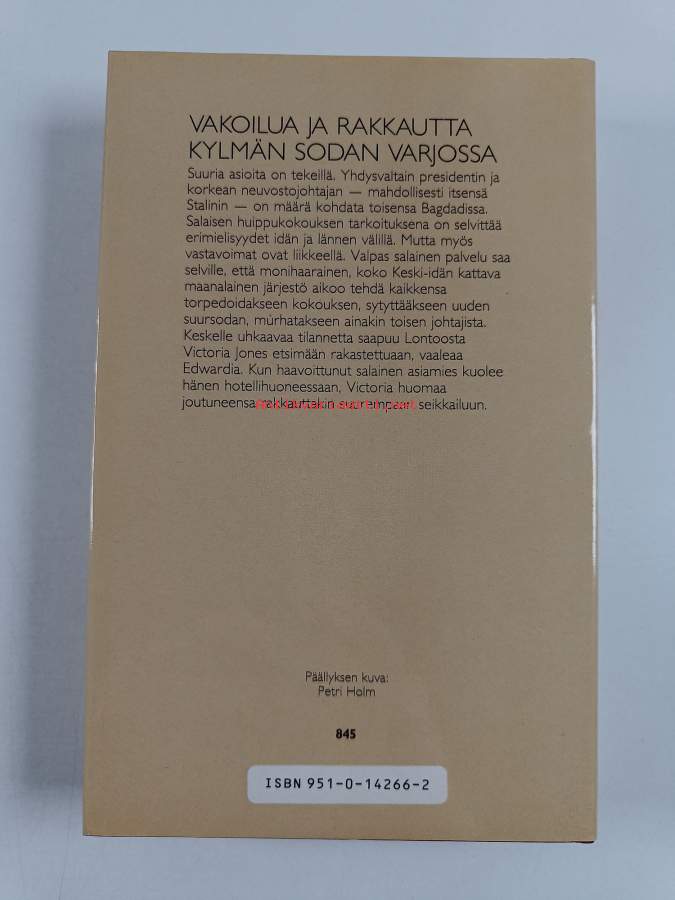 VAKOILUA JA RAKKAUTTA
KYLMÄN SODAN VARJOSSA
Suuria asioita on tekeillä. Yhdysvaltain presidentin ja
korkean neuvostojohtajan — mahdollisesti itsensä
Stalinin — on määrä kohdata toisensa Bagdadissa.
Salaisen huippukokouksen tarkoituksena on selvittää
erimielisyydet idän ja lännen välillä. Mutta myös
vastavoimat ovat liikkeellä. Valpas salainen palvelu saa
selville, että monihaarainen, koko Keski-idän kattava
maanalainen järjestö aikoo tehdä kaikkensa
torpedoidakseen kokouksen, sytyttääkseen uuden
suursodan, murhatakseen ainakin toisen johtajista.
Keskelle uhkaavaa tilannetta saapuu Lontoosta
Victoria Jones etsimään rakastettuaan, vaaleaa
Edwardia. Kun haavoittunut salainen asiamies kuolee
hänen hotellihuoneessaan, Victoria huomaa
joutuneensa rakkauttakin suurempaan seikkailuun.
Antikvariaatti.net
Päällyksen kuva:
Petri Holm
845
ISBN 951-0-14266-2